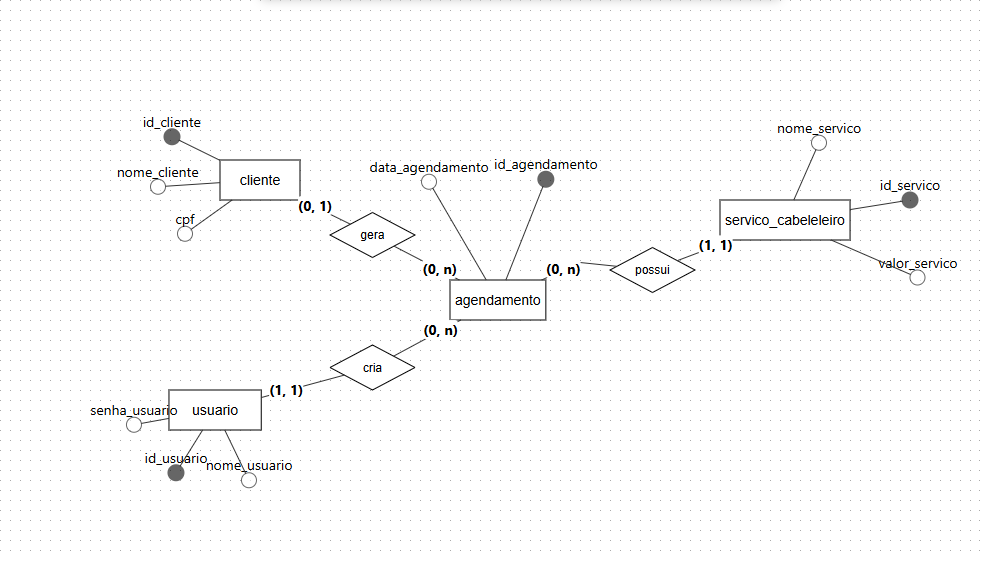 id_cliente
nome_cliente
cliente
cpf
(0, 1)
gera
(0, n)
data_agendamento
id_agendamento
agendamento
(0, n)
possui
(1, 1)
nome_servico
id_servico
servico_cabeleleiro
valor_servico
(0, n)
cria
(1, 1)
senha_usuario
usuario
id_usuario
nome_usuario